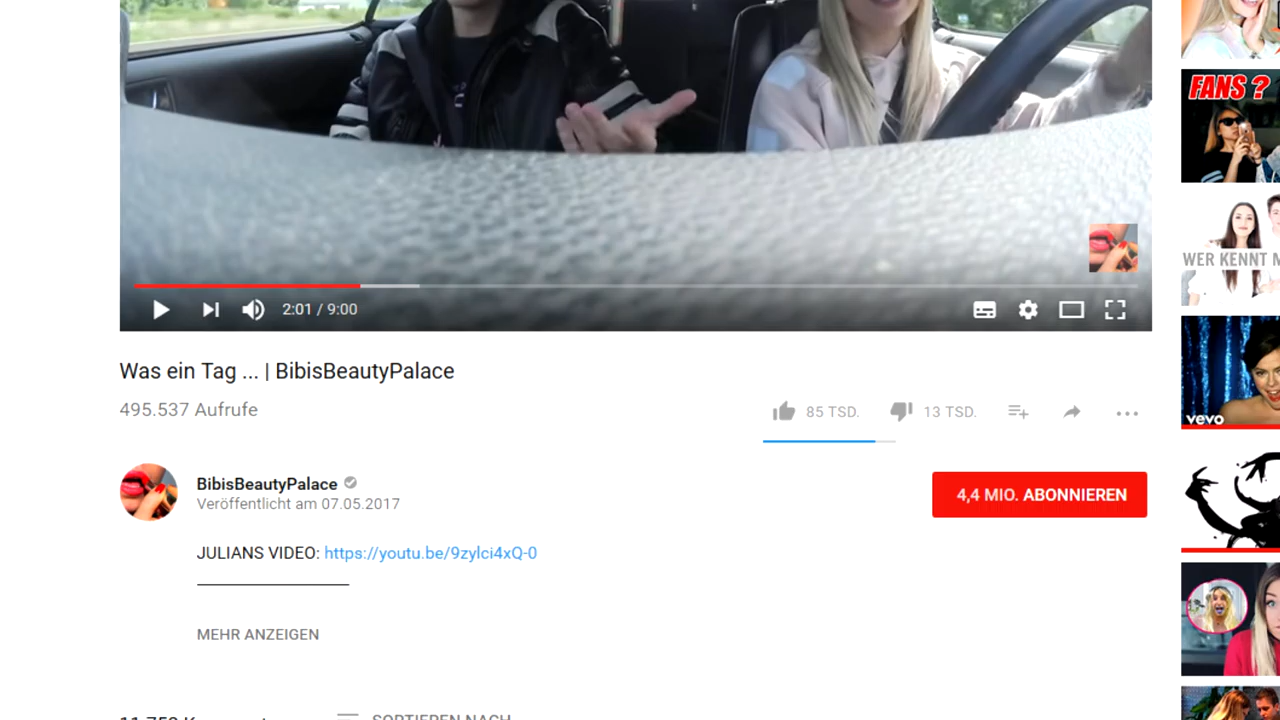 FANS ?
WER KENNT M
2:01 / 9:00
vevo
Was ein Tag ... | BibisBeautyPalace
495.537 Aufrufe
85 TSD.
13 TSD.
BibisBeautyPalace
Veröffentlicht am 07.05.2017
4,4 MIO. ABONNIEREN
JULIANS VIDEO: https://youtu.be/9zylci4xQ-0
MEHR ANZEIGEN
SORTIEREN NACH